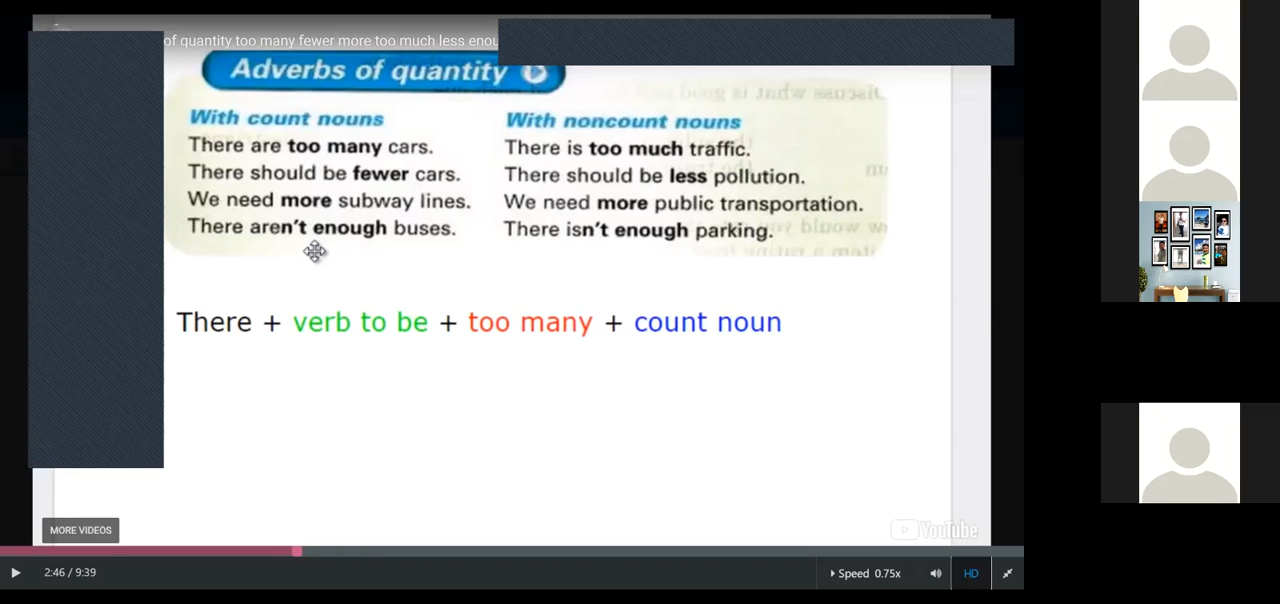 of quantity too many fewer more too much less enou
Adverbs of quantity
With count nouns
There are too many cars.
There should be fewer cars.
We need more subway lines.
There aren't enough buses.
With noncount nouns
There is too much traffic.
There should be less pollution.
We need more public transportation.
There isn't enough parking.
There + verb to be + too many + count noun
MORE VIDEOS
YouTube
2:46 / 9:39
Speed 0.75x
HD